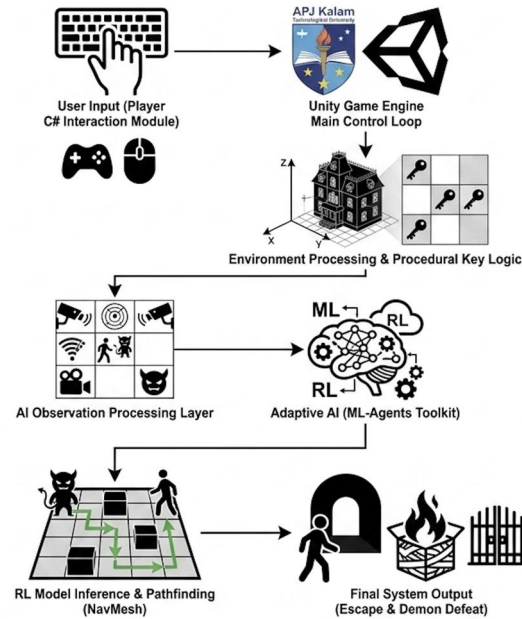 APJ Kalam
Technological University
User Input (Player
C# Interaction Module)
Unity Game Engine
Main Control Loop
Z
X
Y
Environment Processing & Procedural Key Logic
ML
RL
RL
AI Observation Processing Layer
Adaptive AI (ML-Agents Toolkit)
RL Model Inference & Pathfinding
(NavMesh)
Final System Output
(Escape & Demon Defeat)